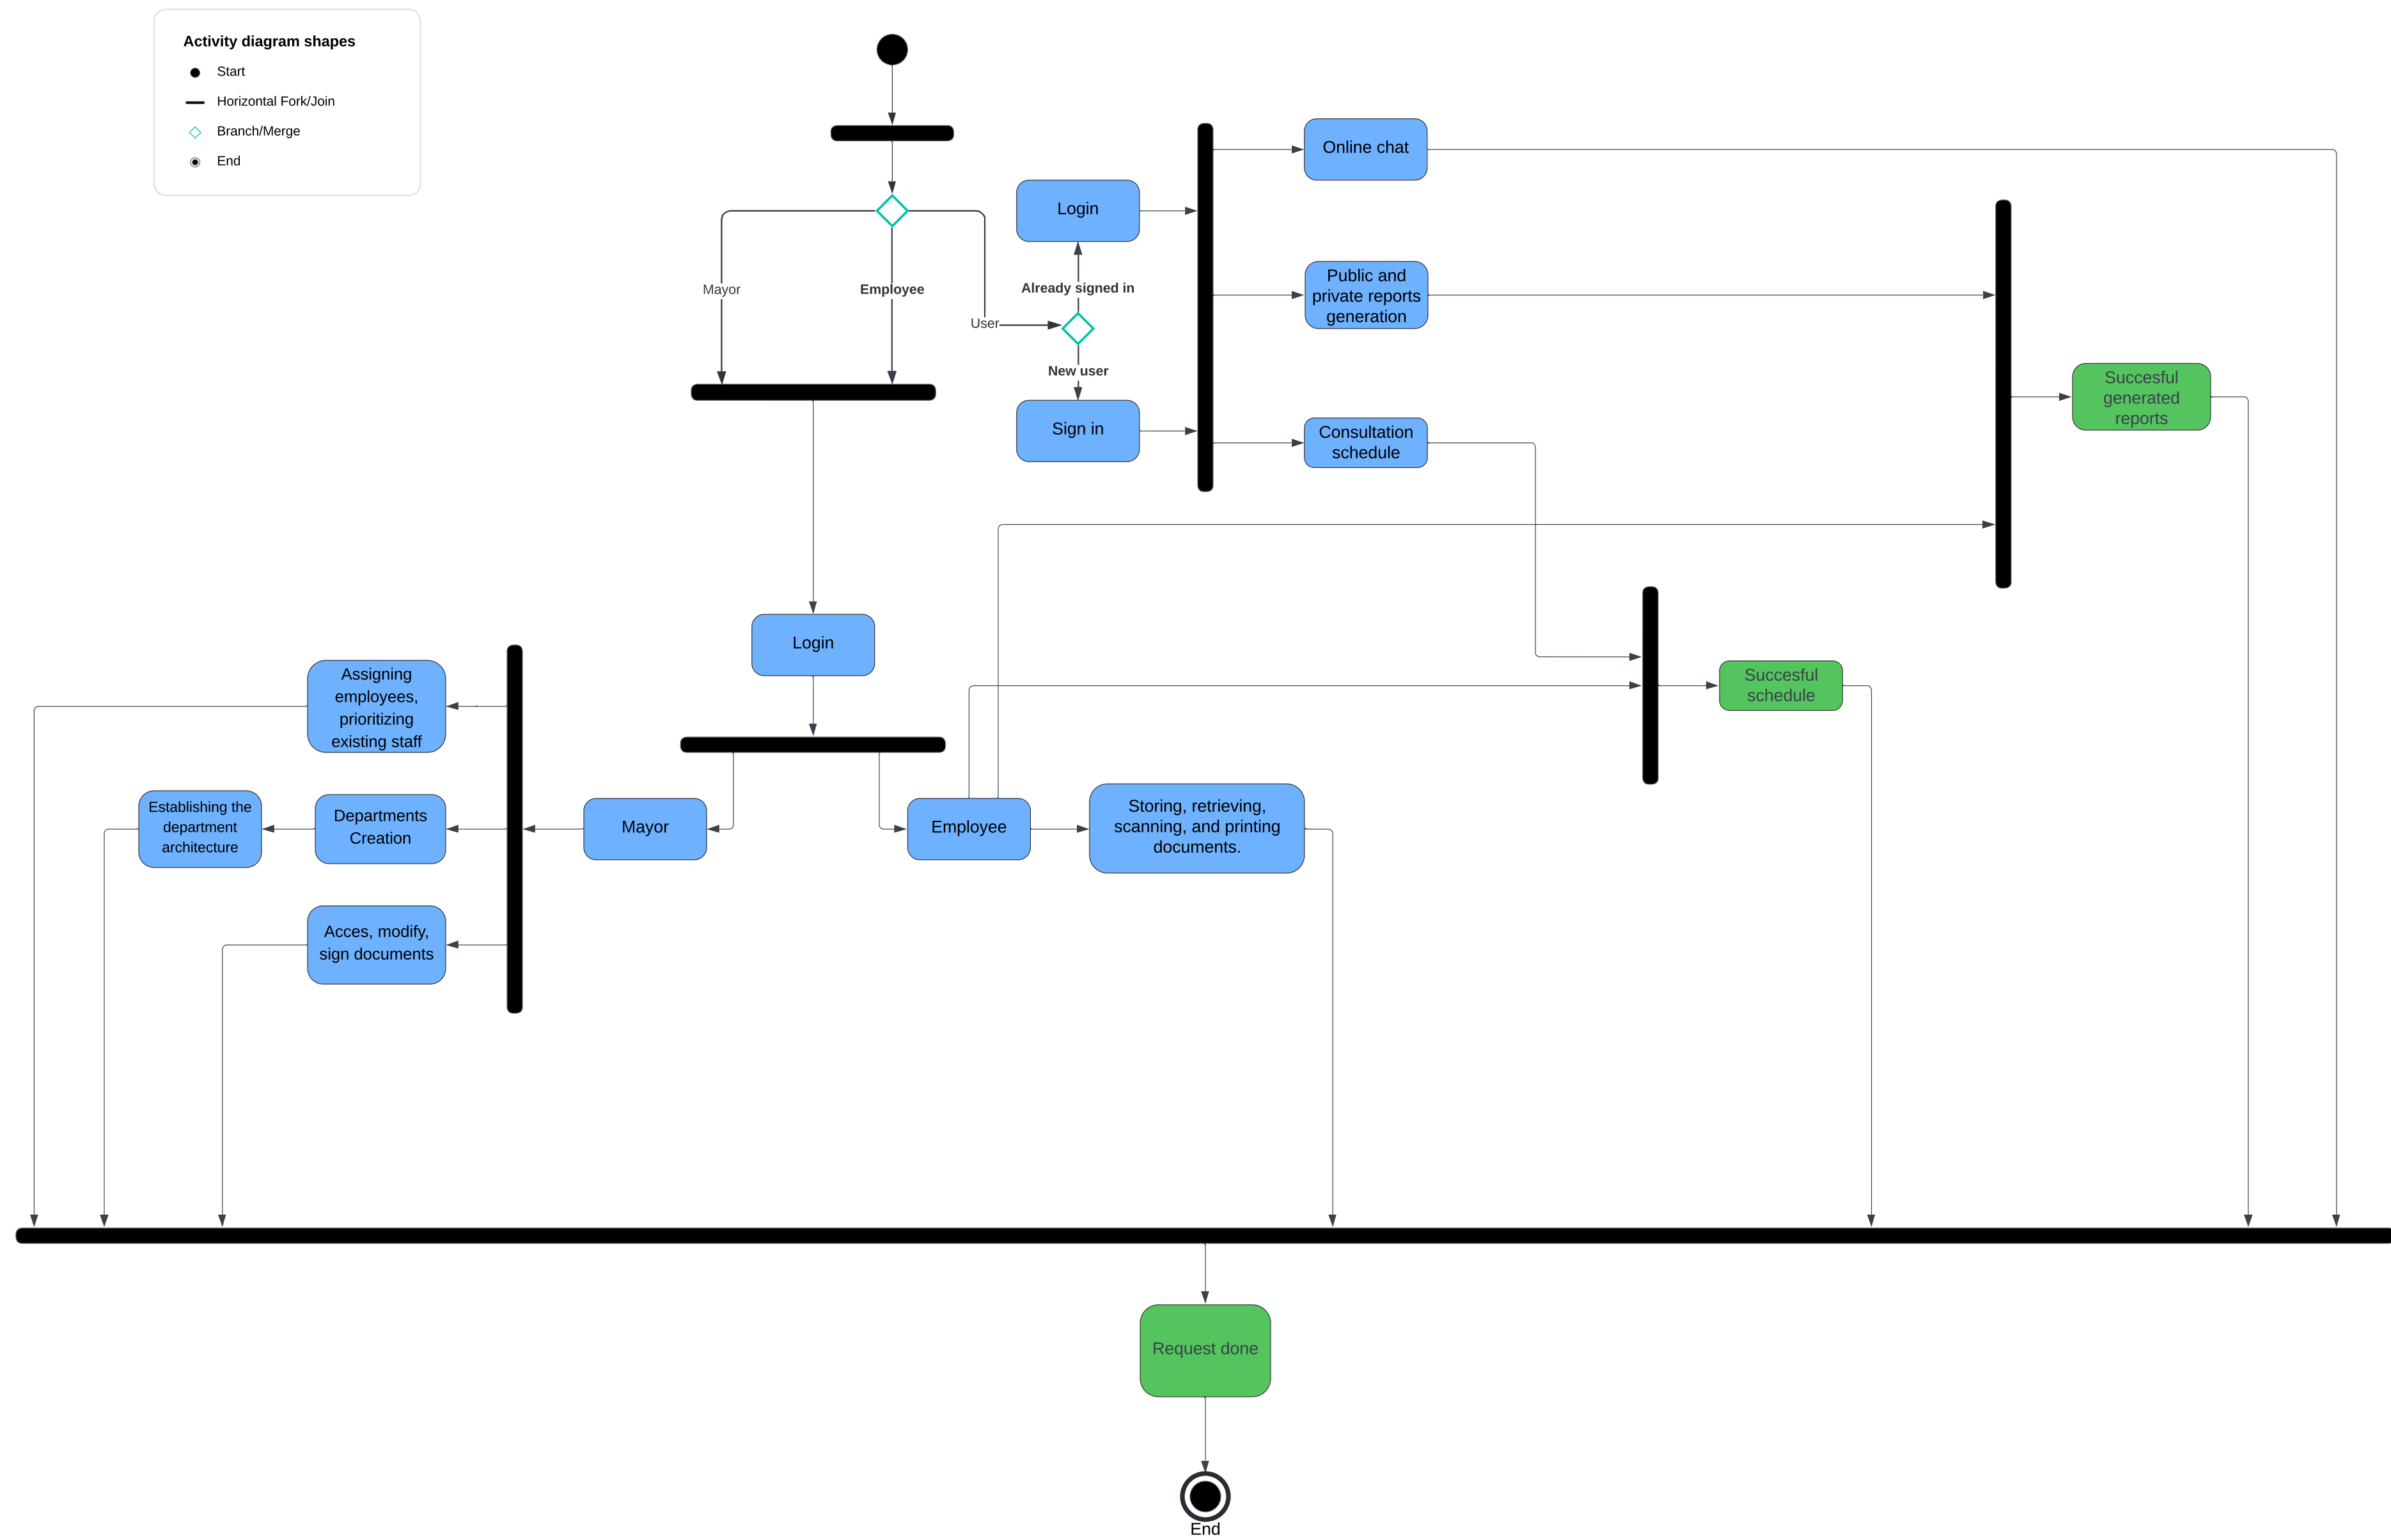 Activity diagram shapes
Start
Horizontal Fork/Join
Branch/Merge
End
Online chat
Login
Public and
private reports
generation
Mayor
Employee
Already signed in
User
New user
Succesful
generated
reports
Sign in
Consultation
schedule
Login
Assigning
employees,
prioritizing
existing staff
Succesful
schedule
Establishing the
department
architecture
Departments
Creation
Mayor
Employee
Storing, retrieving,
scanning, and printing
documents.
Acces, modify,
sign documents
Request done
End